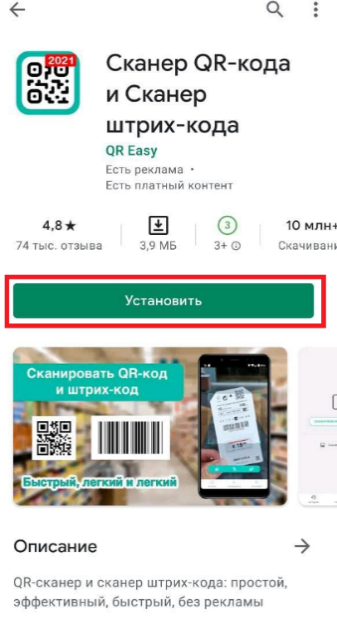 2021
Сканер QR-кода
и Сканер
штрих-кода
QR Easy
Есть реклама •
Есть платный контент
4,8★
74 тыс. отзыва
3,9 МБ
3
3+
10 млн+
Скачивани
Установить
Сканировать QR-код
и штрих-код
Быстрый, легкий и легкий
Описание
QR-сканер и сканер штрих-кода: простой,
эффективный, быстрый, без рекламы